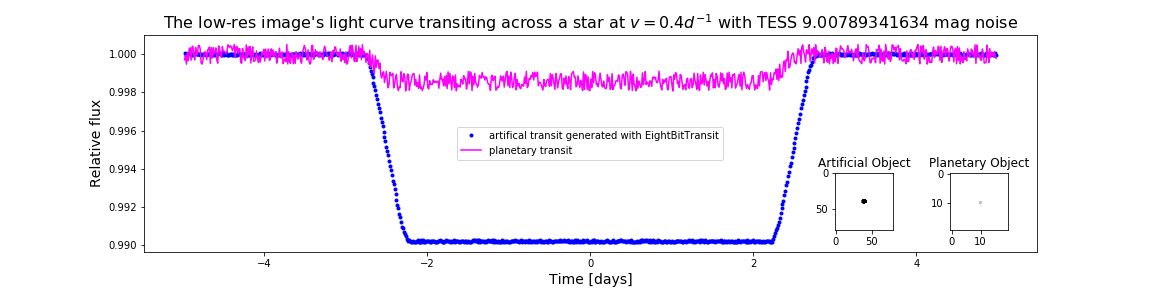 The low-res image's light curve transiting across a star at v = 0.4d⁻¹ with TESS 9.00789341634 mag noise
Relative flux
1.000
0.998
0.996
0.994
0.992
0.990
artifical transit generated with EightBitTransit
planetary transit
Artificial Object
0
50
0 50
Planetary Object
0
10
0 10
−4 −2 0 2 4
Time [days]